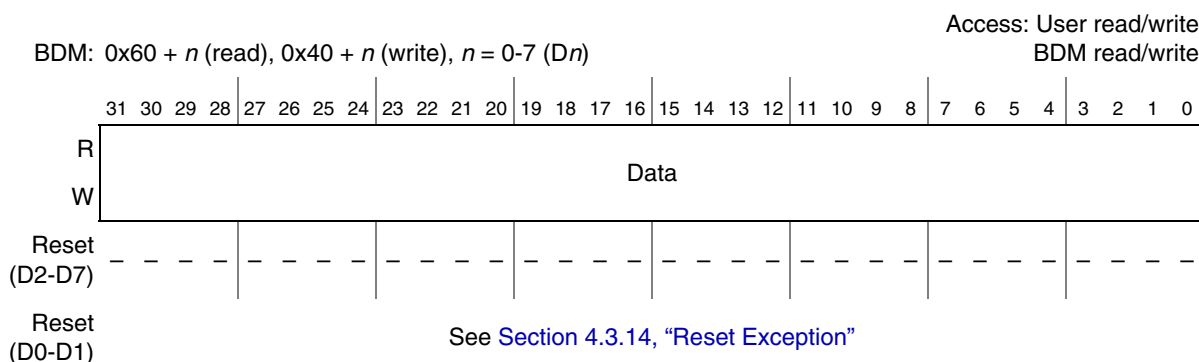 Access: User read/write
BDM: 0x60 + n (read), 0x40 + n (write), n = 0-7 (Dn)
BDM read/write
31 30 29 28 27 26 25 24 23 22 21 20 19 18 17 16 15 14 13 12 11 10 9 8 7 6 5 4 3 2 1 0
R
Data
W
Reset
(D2-D7)
– – – – – – – – – – – – – – – – – – – – – – – – – – – – – – – –
Reset
(D0-D1)
See Section 4.3.14, “Reset Exception”